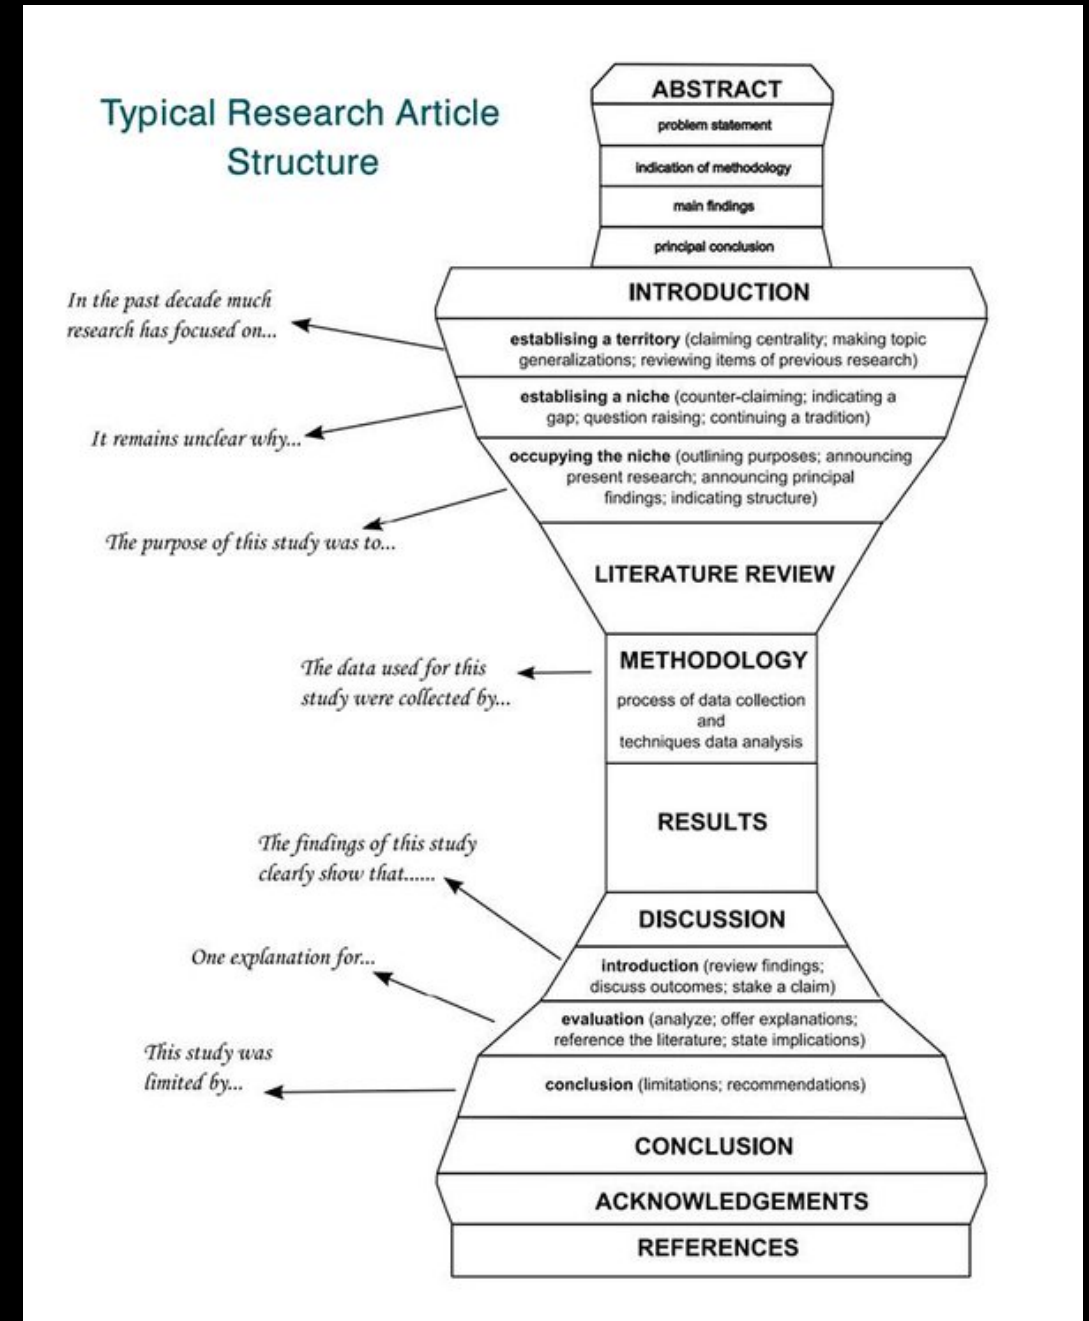 Typical Research Article
Structure
ABSTRACT
problem statement
indication of methodology
main findings
principal conclusion
INTRODUCTION
In the past decade much
research has focused on...
establising a territory (claiming centrality; making topic
generalizations; reviewing items of previous research)
establising a niche (counter-claiming; indicating a
gap; question raising; continuing a tradition)
It remains unclear why...
occupying the niche (outlining purposes; announcing
present research; announcing principal
findings; indicating structure)
The purpose of this study was to...
LITERATURE REVIEW
METHODOLOGY
The data used for this
study were collected by...
process of data collection
and
techniques data analysis
RESULTS
The findings of this study
clearly show that......
DISCUSSION
introduction (review findings;
discuss outcomes; stake a claim)
One explanation for...
evaluation (analyze; offer explanations;
reference the literature; state implications)
This study was
limited by...
conclusion (limitations; recommendations)
CONCLUSION
ACKNOWLEDGEMENTS
REFERENCES